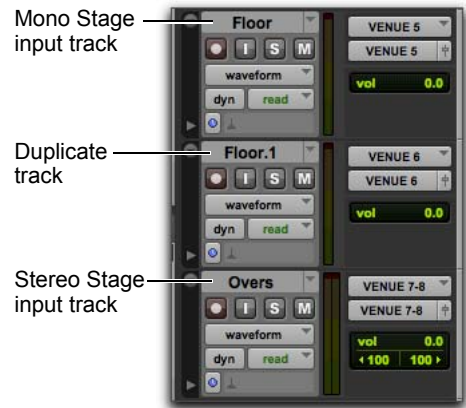 Mono Stage
input track
Floor
I S M
waveform
dyn read
VENUE 5
VENUE 5
vol 0.0
Duplicate
track
Floor.1
I S M
waveform
dyn read
VENUE 6
VENUE 6
vol 0.0
Stereo Stage
input track
Overs
I S M
waveform
dyn read
VENUE 7-8
VENUE 7-8
vol 0.0
100 100